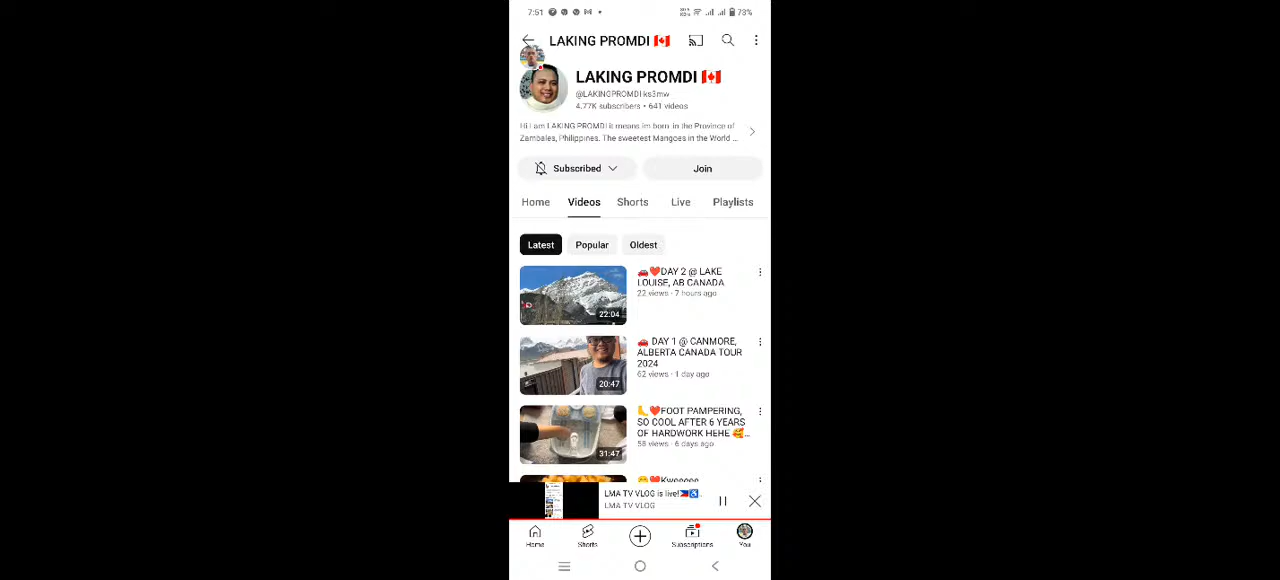 7:51
73%
LAKING PROMDI
LAKING PROMDI
@LAKINGPROMDI-ks3mw
4.77K subscribers • 641 videos
Hi I am LAKING PROMDI it means im born in the Province of
Zambales, Philippines. The sweetest Mangoes in the World ...
Subscribed
Join
Home Videos Shorts Live Playlists
Latest Popular Oldest
🚗❤️DAY 2 @ LAKE
LOUISE, AB CANADA
22 views · 7 hours ago
22:04
🚗 DAY 1 @ CANMORE,
ALBERTA CANADA TOUR
2024
62 views · 1 day ago
20:47
🦶❤️FOOT PAMPERING,
SO COOL AFTER 6 YEARS
OF HARDWORK HEHE 🥰...
58 views · 6 days ago
31:47
LMA TV VLOG is live!🇵🇭♿..
LMA TV VLOG
Home Shorts Subscriptions You